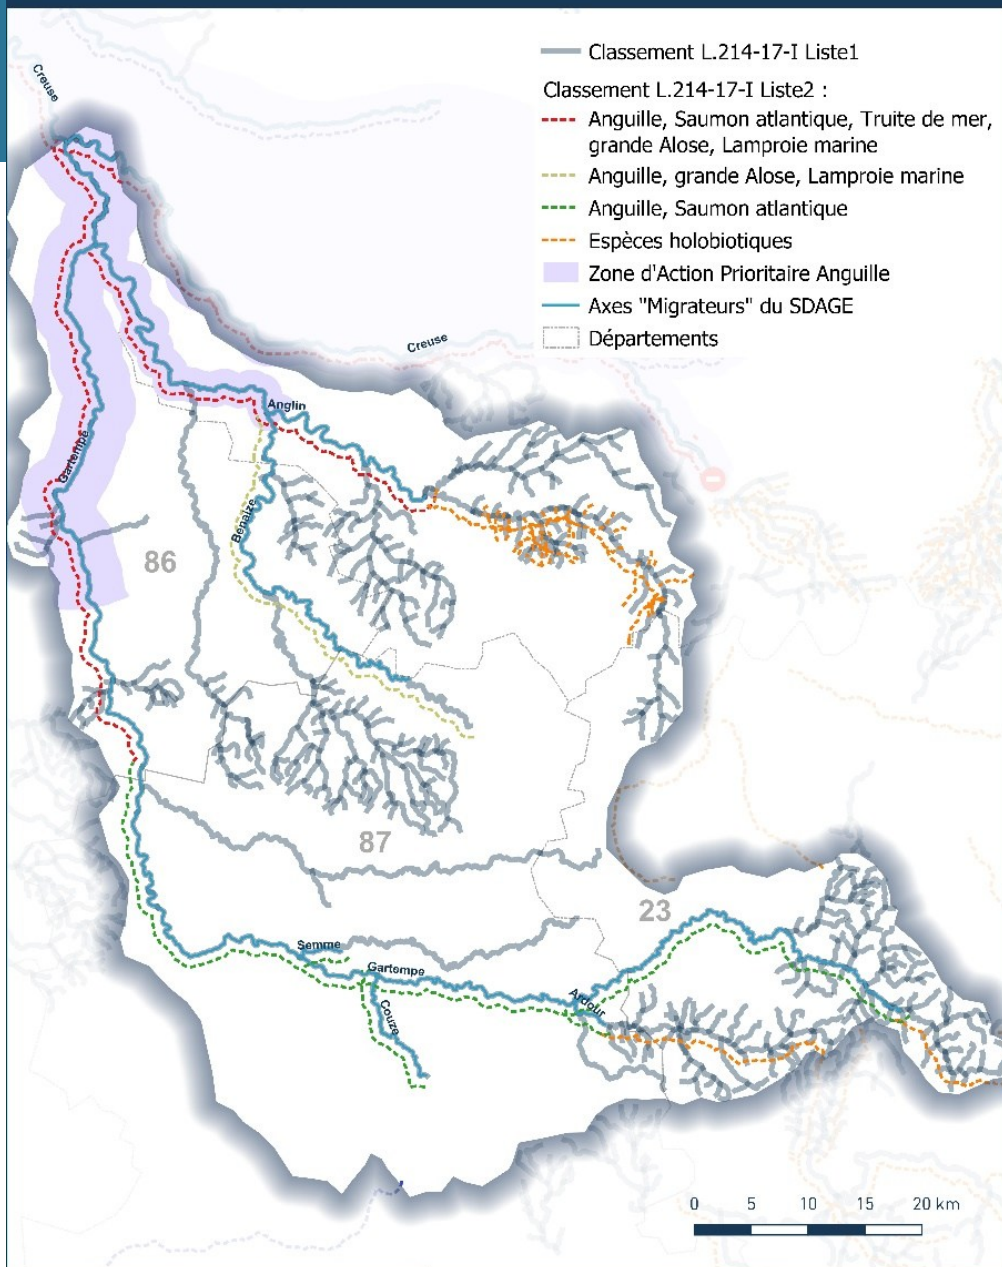 Classement L.214-17-I Liste1
Classement L.214-17-I Liste2 :
Anguille, Saumon atlantique, Truite de mer,
grande Alose, Lamproie marine
Anguille, grande Alose, Lamproie marine
Anguille, Saumon atlantique
Espèces holobiotiques
Zone d'Action Prioritaire Anguille
Axes "Migrateurs" du SDAGE
Départements
Creuse
Creuse
Anglin
Gartempe
Benaize
86
87
23
Semme
Gartempe
Ardour
Couze
0 5 10 15 20 km